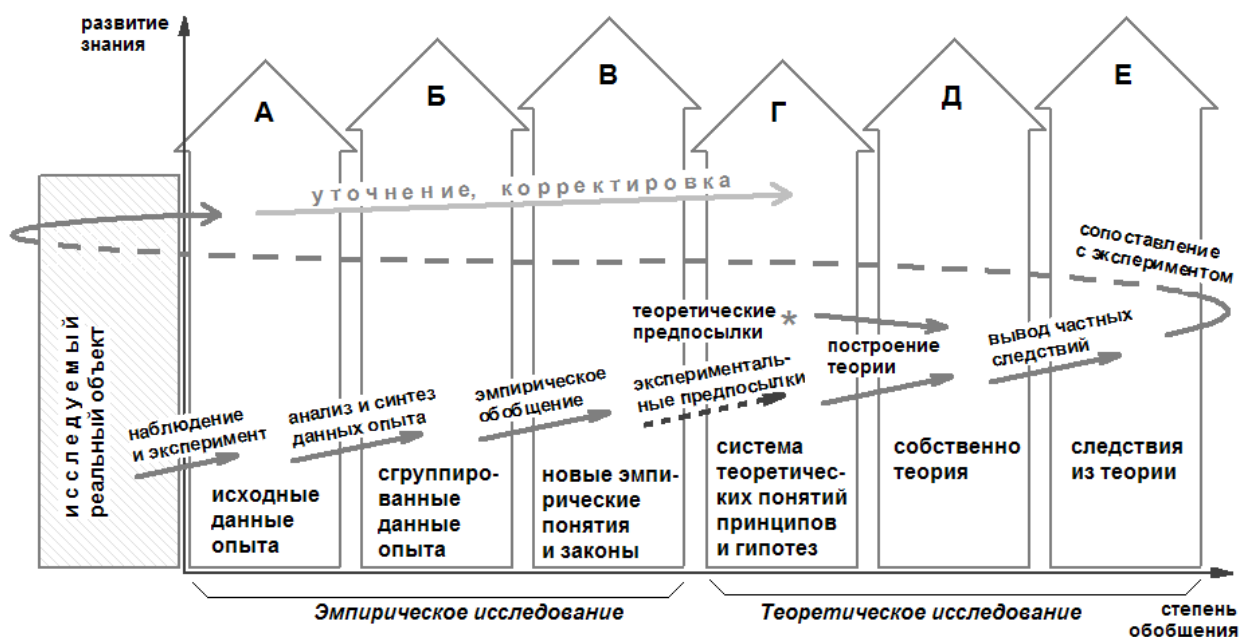 развитие
знания
А
Б
В
Г
Д
Е
уточнение, корректировка
сопоставление
с экспериментом
исследуемый
реальный объект
теоретические
предпосылки *
построение
теории
вывод частных
следствий
наблюдение
и эксперимент
анализ и синтез
данных опыта
эмпирическое
обобщение
эксперименталь-
ные предпосылки
исходные
данные
опыта
сгруппиро-
ванные
данные
опыта
новые эмпи-
рические
понятия
и законы
система
теоретичес-
ких понятий
принципов
и гипотез
собственно
теория
следствия
из теории
Эмпирическое исследование
Теоретическое исследование
степень
обобщения